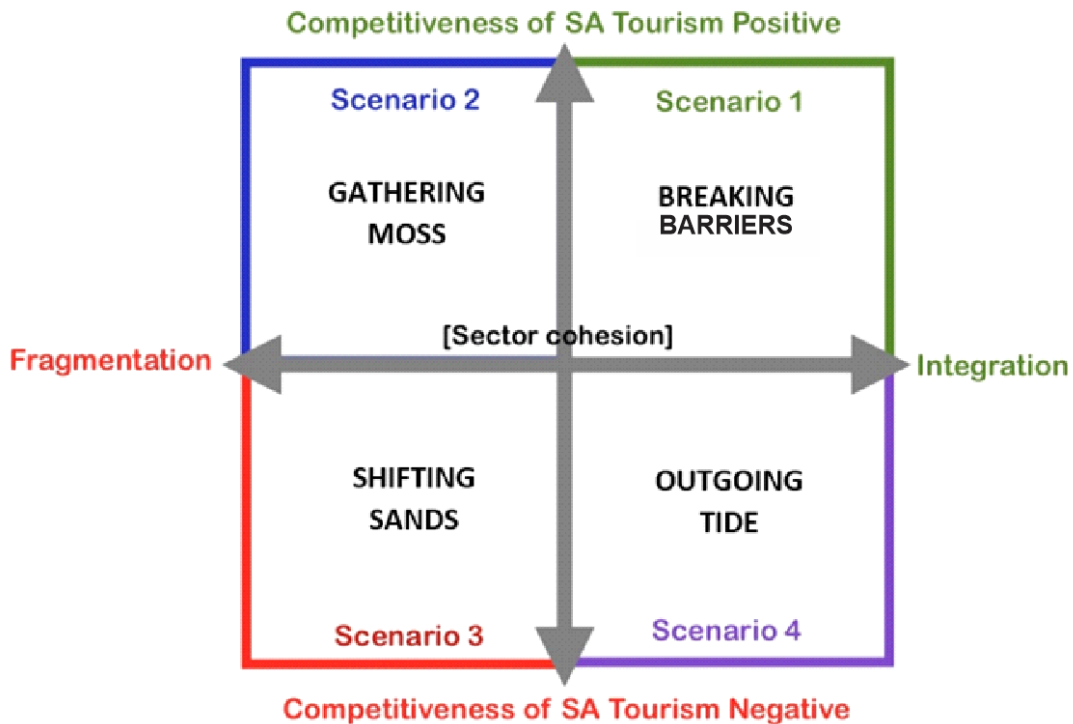 Competitiveness of SA Tourism Positive
Scenario 2
Scenario 1
GATHERING
MOSS
BREAKING
BARRIERS
[Sector cohesion]
Fragmentation
Integration
SHIFTING
SANDS
OUTGOING
TIDE
Scenario 3
Scenario 4
Competitiveness of SA Tourism Negative